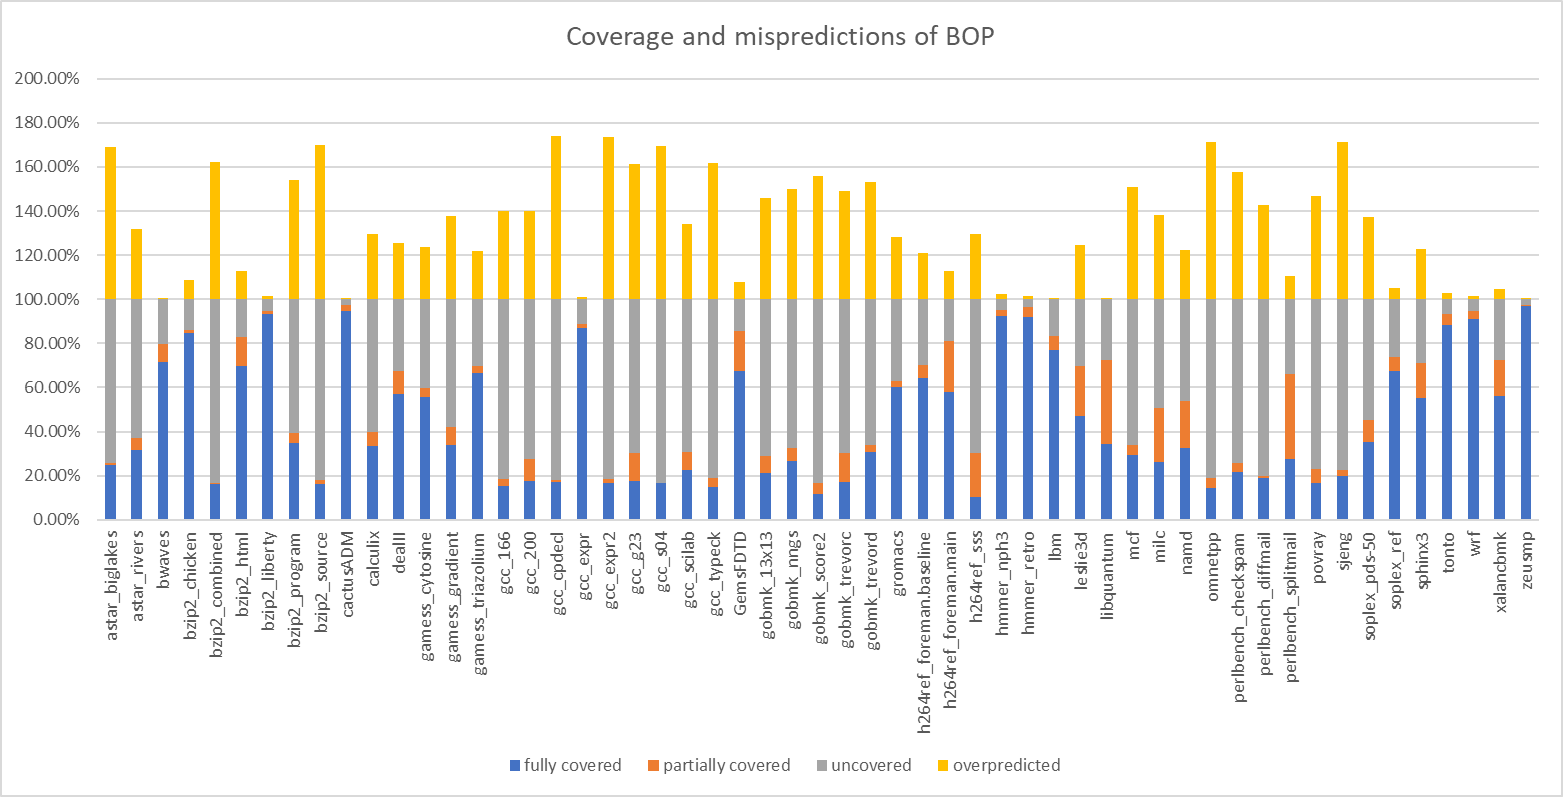 Coverage and mispredictions of BOP
200.00%
180.00%
160.00%
140.00%
120.00%
100.00%
80.00%
60.00%
40.00%
20.00%
0.00%
astar_biglakes
astar_rivers
bwaves
bzip2_chicken
bzip2_combined
bzip2_html
bzip2_liberty
bzip2_program
bzip2_source
cactusADM
calculix
dealII
gamess_cytosine
gamess_gradient
gamess_triazolium
gcc_166
gcc_200
gcc_cpdecl
gcc_expr
gcc_expr2
gcc_g23
gcc_s04
gcc_scilab
gcc_typeck
GemsFDTD
gobmk_13x13
gobmk_nngs
gobmk_score2
gobmk_trevorc
gobmk_trevord
gromacs
h264ref_foreman.baseline
h264ref_foreman.main
h264ref_sss
hmmer_nph3
hmmer_retro
lbm
leslie3d
libquantum
mcf
milc
namd
omnetpp
perlbench_checkspam
perlbench_diffmail
perlbench_splitmail
povray
sjeng
soplex_pds-50
soplex_ref
sphinx3
tonto
wrf
xalancbmk
zeusmp
fully covered partially covered uncovered overpredicted